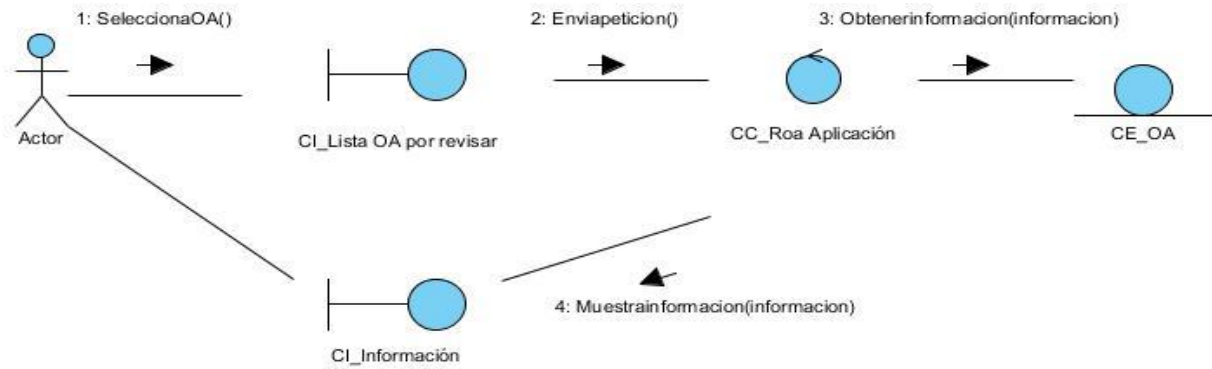 1: SeleccionaOA()
2: Enviapeticion()
3: Obtenerinformacion(informacion)
Actor
CI_Lista OA por revisar
CC_Roa Aplicación
CE_OA
4: Muestrainformacion(informacion)
CI_Información